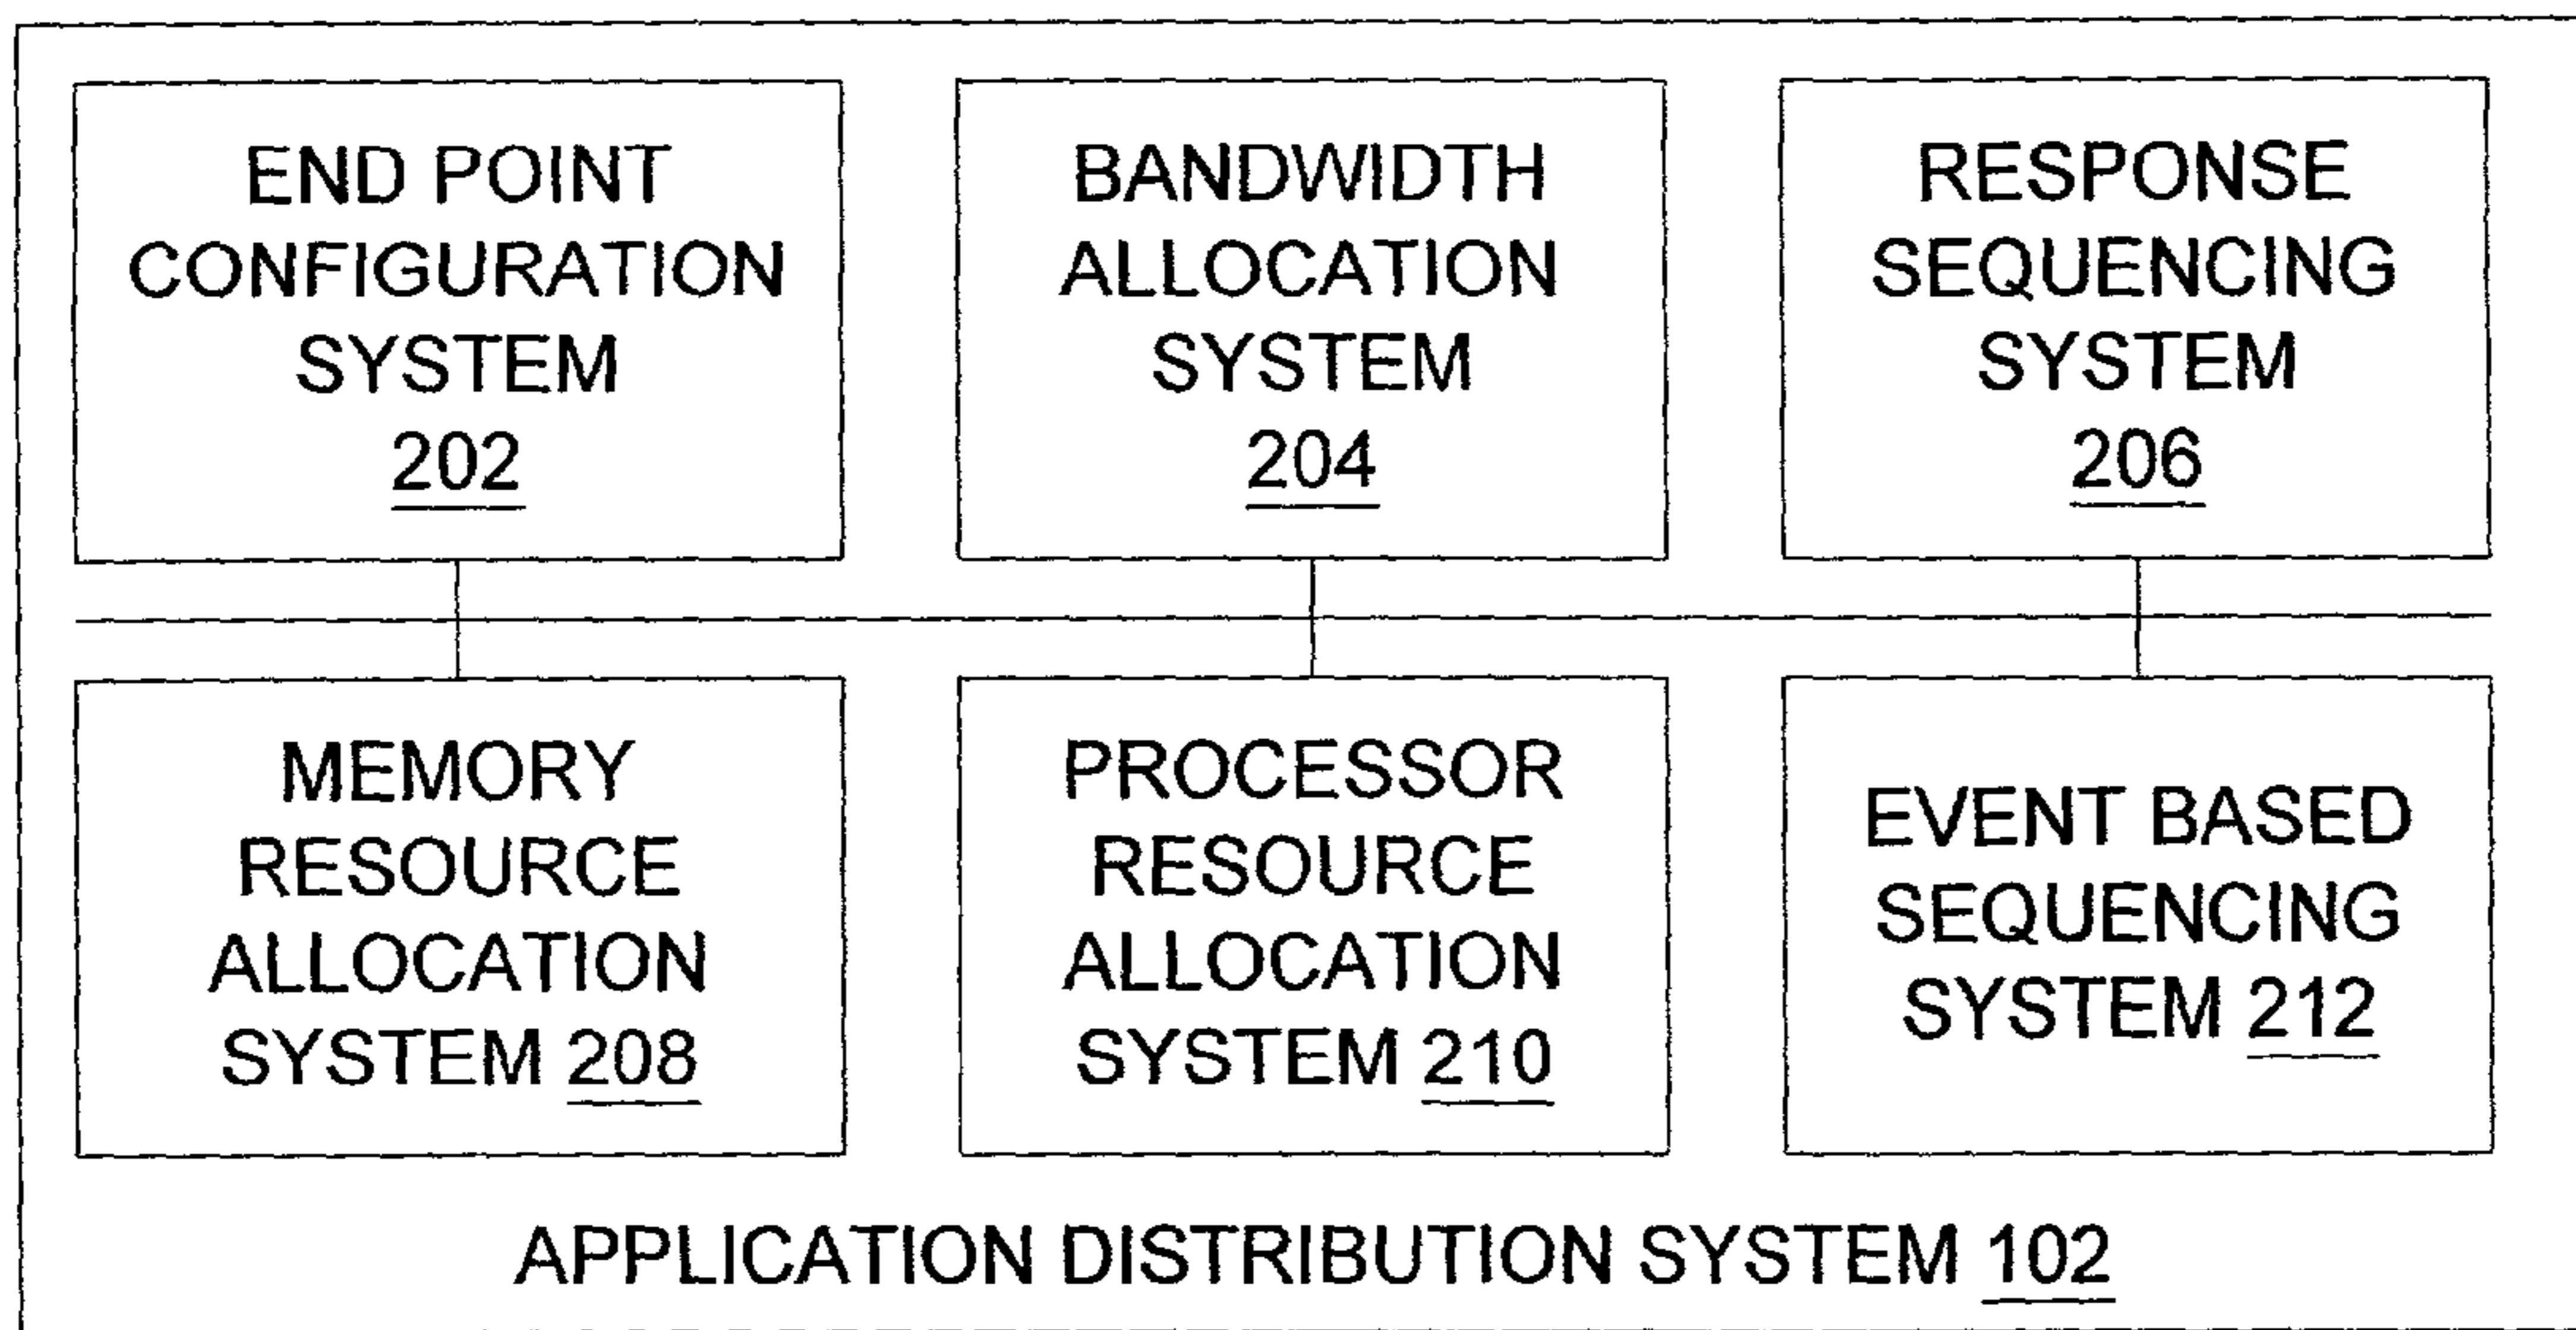 END POINT
CONFIGURATION
SYSTEM
202
BANDWIDTH
ALLOCATION
SYSTEM
204
RESPONSE
SEQUENCING
SYSTEM
206
MEMORY
RESOURCE
ALLOCATION
SYSTEM 208
PROCESSOR
RESOURCE
ALLOCATION
SYSTEM 210
EVENT BASED
SEQUENCING
SYSTEM 212
APPLICATION DISTRIBUTION SYSTEM 102